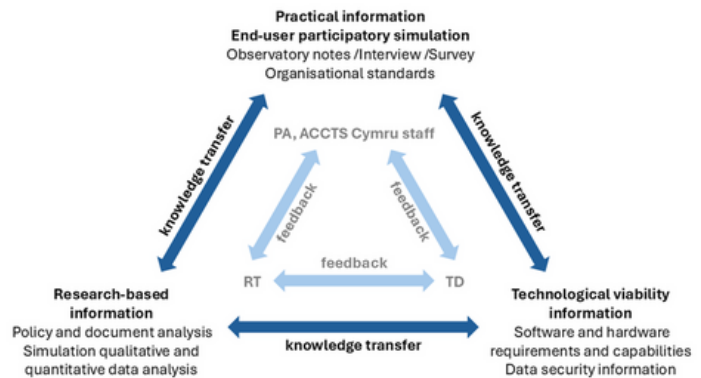 Practical information
End-user participatory simulation
Observatory notes /Interview /Survey
Organisational standards
knowledge transfer
knowledge transfer
PA, ACCTS Cymru staff
feedback
feedback
feedback
RT
TD
Research-based
information
Policy and document analysis
Simulation qualitative and
quantitative data analysis
knowledge transfer
Technological viability
information
Software and hardware
requirements and capabilities
Data security information